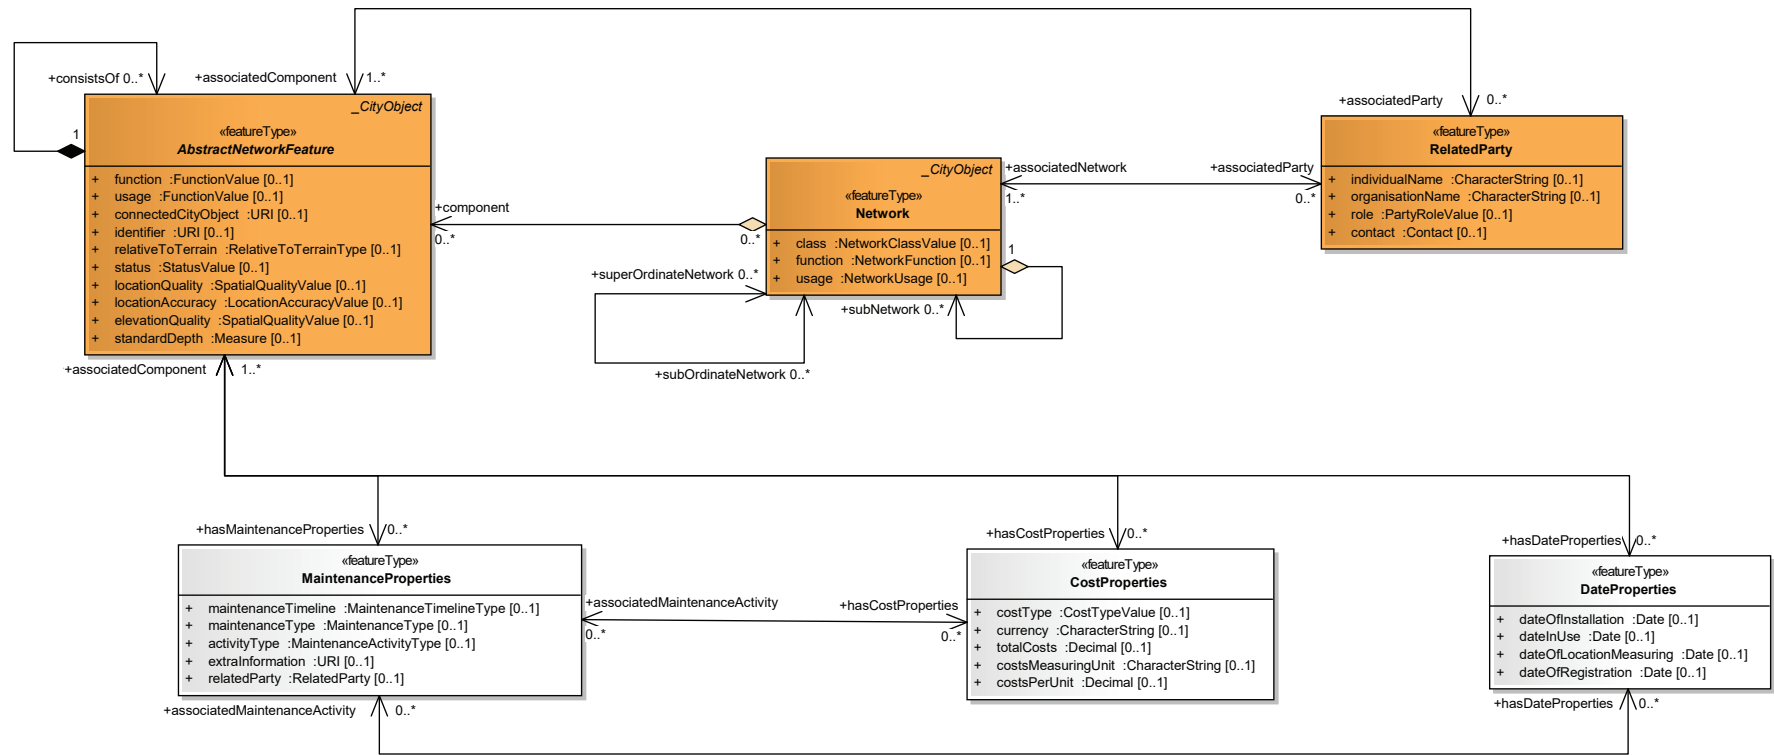 +consistsOf 0..*
+associatedComponent
1..*
+associatedParty
0..*
1
_CityObject
«featureType»
AbstractNetworkFeature
+ function :FunctionValue [0..1]
+ usage :FunctionValue [0..1]
+ connectedCityObject :URI [0..1]
+ identifier :URI [0..1]
+ relativeToTerrain :RelativeToTerrainType [0..1]
+ status :StatusValue [0..1]
+ locationQuality :SpatialQualityValue [0..1]
+ locationAccuracy :LocationAccuracyValue [0..1]
+ elevationQuality :SpatialQualityValue [0..1]
+ standardDepth :Measure [0..1]
+component
0..*
0..*
_CityObject
«featureType»
Network
+ class :NetworkClassValue [0..1]
+ function :NetworkFunction [0..1]
+ usage :NetworkUsage [0..1]
+associatedNetwork
1..*
+associatedParty
0..*
«featureType»
RelatedParty
+ individualName :CharacterString [0..1]
+ organisationName :CharacterString [0..1]
+ role :PartyRoleValue [0..1]
+ contact :Contact [0..1]
1
+superOrdinateNetwork 0..*
+subNetwork 0..*
+subOrdinateNetwork 0..*
+associatedComponent
1..*
+hasMaintenanceProperties
0..*
+hasCostProperties
0..*
+hasDateProperties
0..*
«featureType»
MaintenanceProperties
+ maintenanceTimeline :MaintenanceTimelineType [0..1]
+ maintenanceType :MaintenanceType [0..1]
+ activityType :MaintenanceActivityType [0..1]
+ extraInformation :URI [0..1]
+ relatedParty :RelatedParty [0..1]
+associatedMaintenanceActivity
0..*
+hasCostProperties
0..*
«featureType»
CostProperties
+ costType :CostTypeValue [0..1]
+ currency :CharacterString [0..1]
+ totalCosts :Decimal [0..1]
+ costsMeasuringUnit :CharacterString [0..1]
+ costsPerUnit :Decimal [0..1]
«featureType»
DateProperties
+ dateOfInstallation :Date [0..1]
+ dateInUse :Date [0..1]
+ dateOfLocationMeasuring :Date [0..1]
+ dateOfRegistration :Date [0..1]
+associatedMaintenanceActivity
0..*
+hasDateProperties
0..*